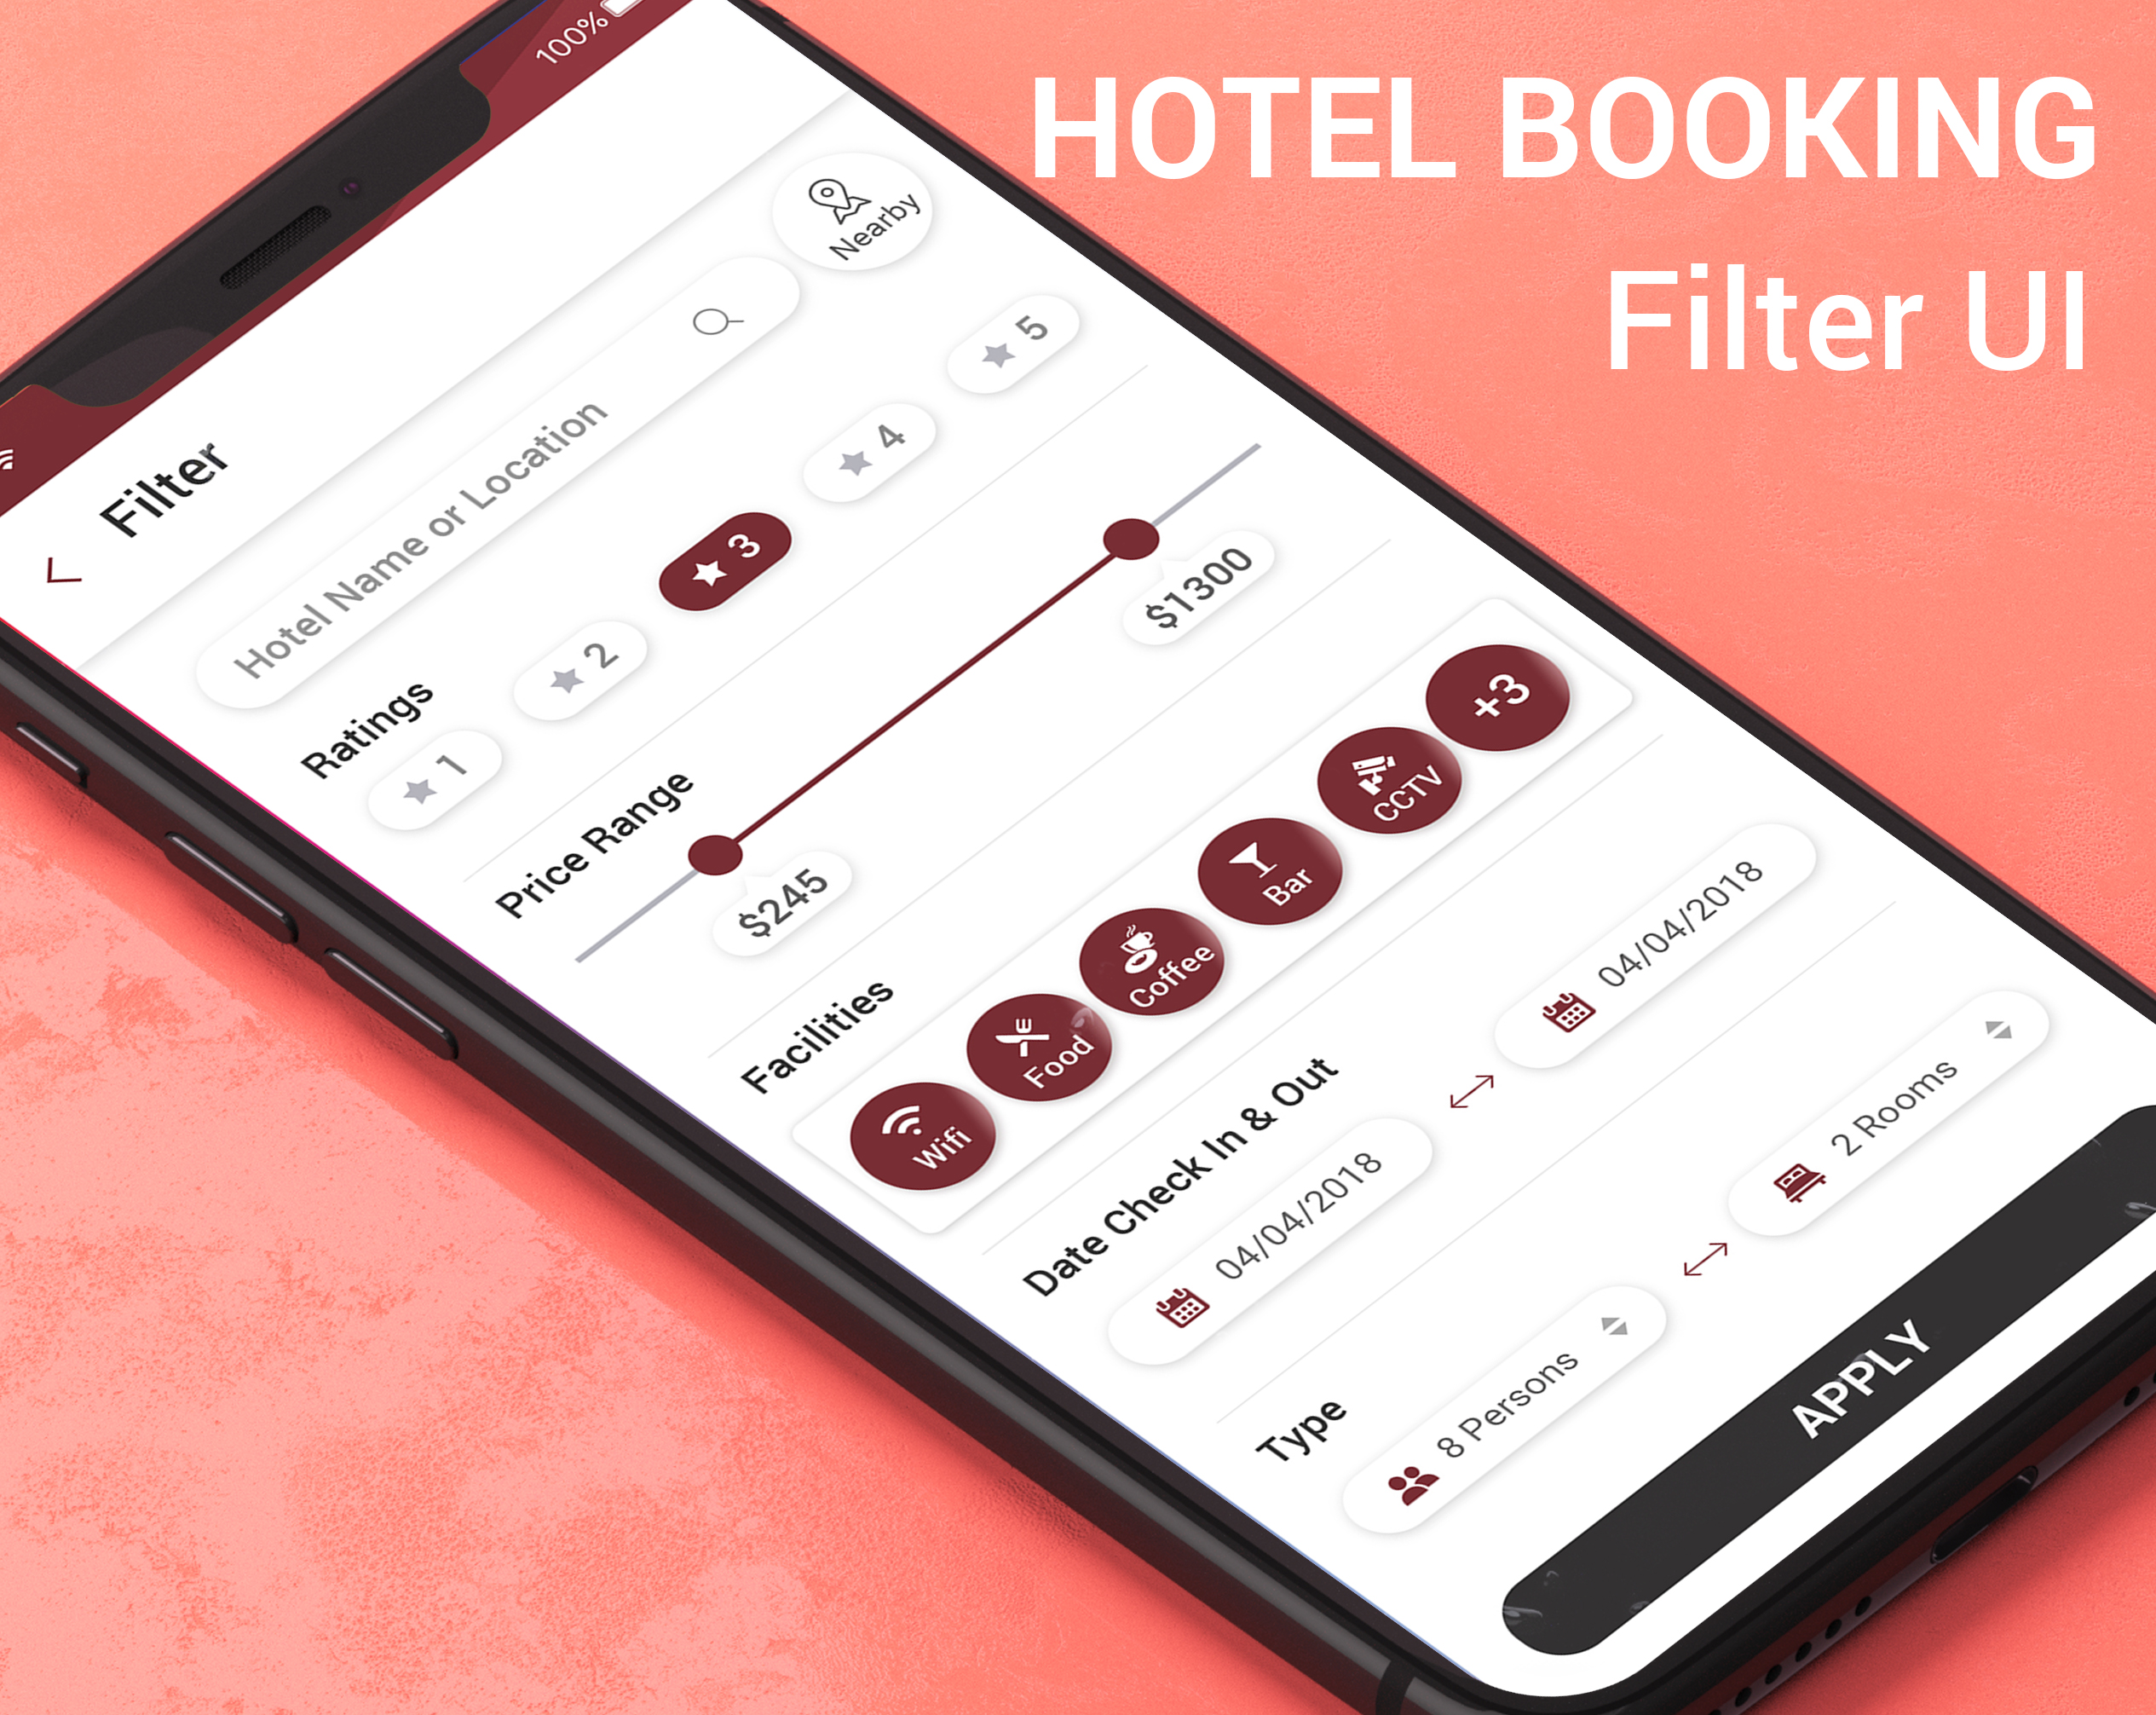 HOTEL BOOKING
Filter UI
100%
Filter
Hotel Name or Location
Nearby
Ratings
1
2
3
4
5
Price Range
$245
$1300
Facilities
Wifi
Food
Coffee
Bar
CCTV
+3
Date Check In & Out
04/04/2018
04/04/2018
Type
8 Persons
2 Rooms
APPLY